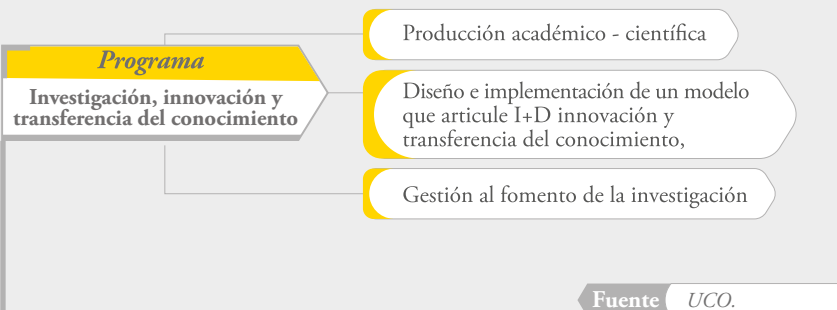 Programa
Investigación, innovación y
transferencia del conocimiento
Producción académico - científica
Diseño e implementación de un modelo
que articule I+D innovación y
transferencia del conocimiento,
Gestión al fomento de la investigación
Fuente UCO.